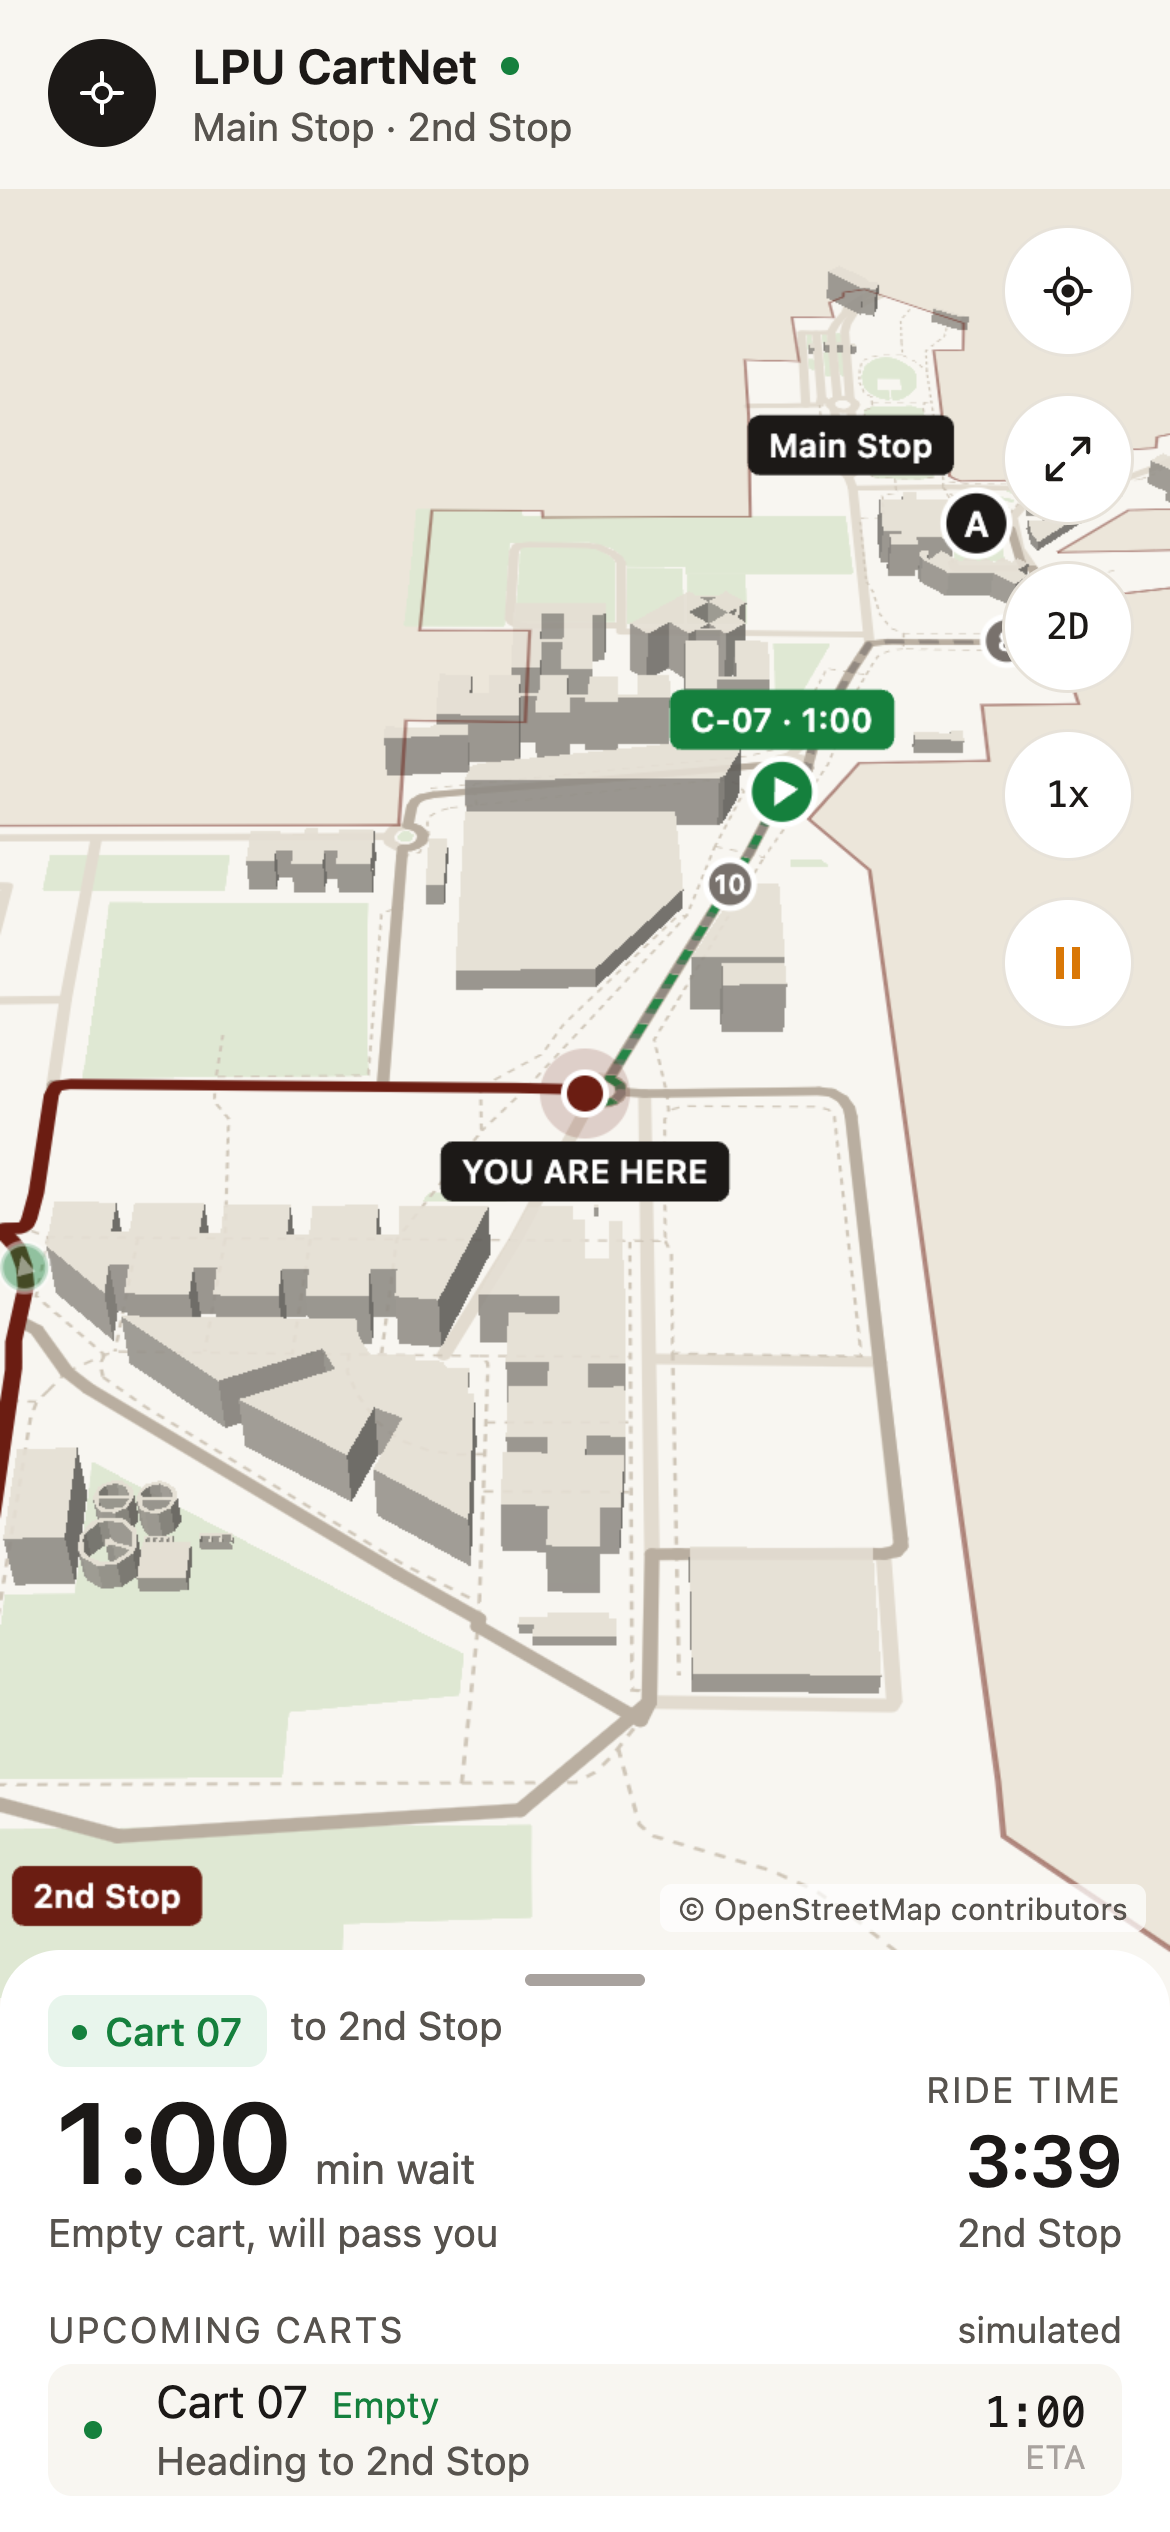 LPU CartNet
Main Stop · 2nd Stop
Main Stop
A
2D
C-07 · 1:00
1x
10
YOU ARE HERE
2nd Stop
© OpenStreetMap contributors
Cart 07 to 2nd Stop
1:00 min wait
Empty cart, will pass you
RIDE TIME
3:39
2nd Stop
UPCOMING CARTS simulated
Cart 07 Empty
1:00
Heading to 2nd Stop
ETA